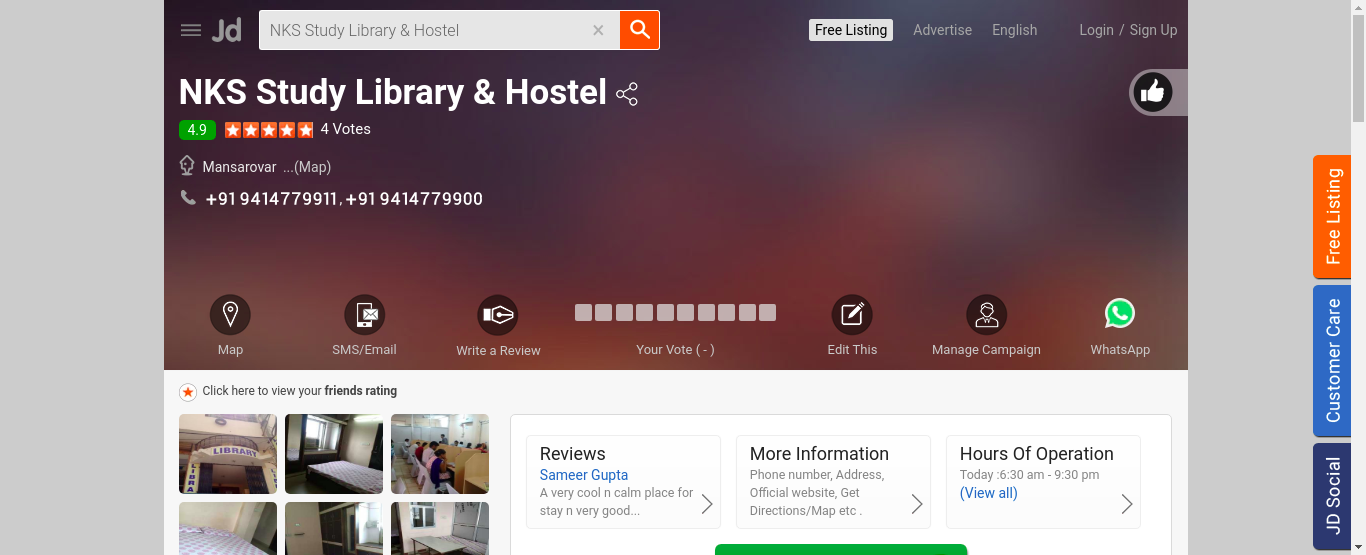 Jd NKS Study Library & Hostel Free Listing Advertise English Login / Sign Up
NKS Study Library & Hostel
4.9 4 Votes
Mansarovar ...(Map)
+91 9414779911, +91 9414779900
Map SMS/Email Write a Review Your Vote ( - ) Edit This Manage Campaign WhatsApp
Click here to view your friends rating
LIBRARY
LIBRA
Reviews
Sameer Gupta
A very cool n calm place for
stay n very good...
More Information
Phone number, Address,
Official website, Get
Directions/Map etc .
Hours Of Operation
Today :6:30 am - 9:30 pm
(View all)
Free Listing
Customer Care
JD Social